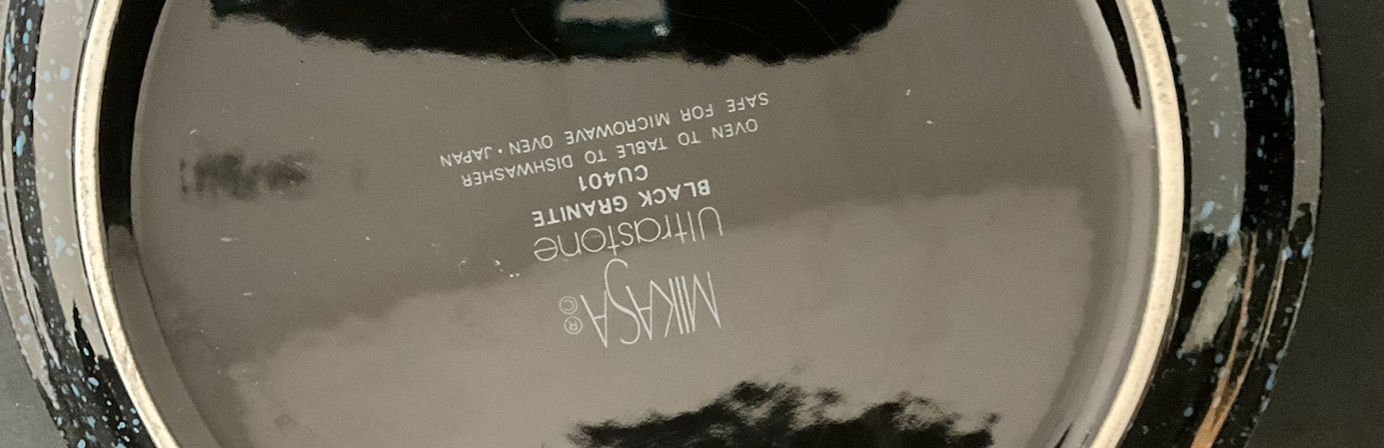 MIKASA ® ©
Ultrastone
BLACK GRANITE
CU401
OVEN TO TABLE TO DISHWASHER
SAFE FOR MICROWAVE OVEN • JAPAN